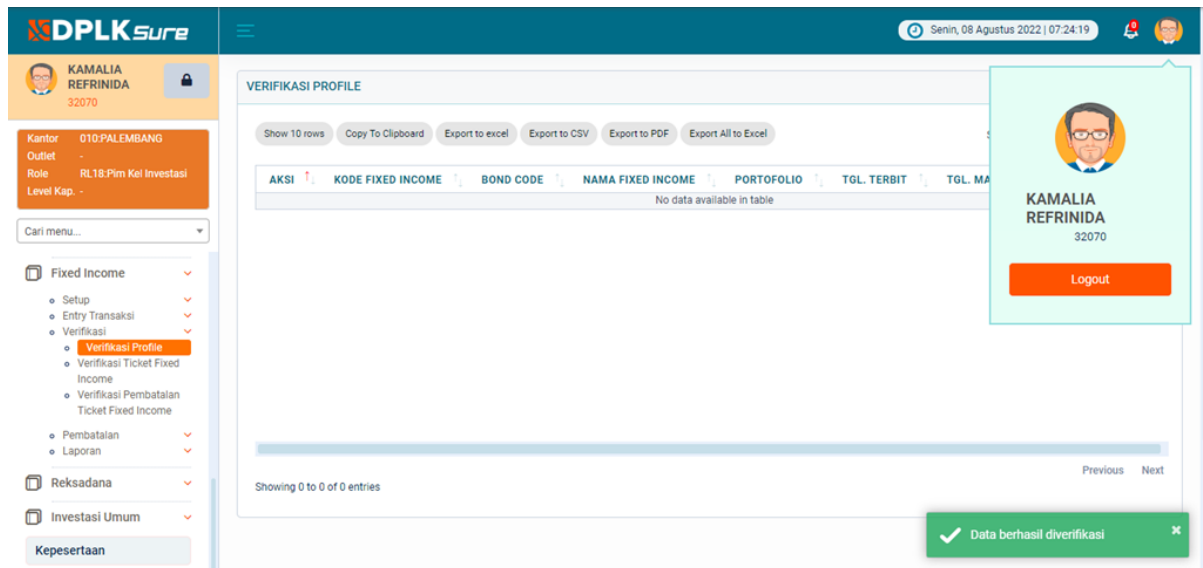 DPLKSure
Senin, 08 Agustus 2022 | 07:24:19
0
KAMALIA
REFRINIDA
32070
Kantor 010:PALEMBANG
Outlet -
Role RL18:Pim Kel Investasi
Level Kap. -
Cari menu...
Fixed Income
Setup
Entry Transaksi
Verifikasi
Verifikasi Profile
Verifikasi Ticket Fixed
Income
Verifikasi Pembatalan
Ticket Fixed Income
Pembatalan
Laporan
Reksadana
Investasi Umum
Kepesertaan
VERIFIKASI PROFILE
Show 10 rows Copy To Clipboard Export to excel Export to CSV Export to PDF Export All to Excel
AKSI KODE FIXED INCOME BOND CODE NAMA FIXED INCOME PORTOFOLIO TGL. TERBIT TGL. MA
No data available in table
Previous Next
Showing 0 to 0 of 0 entries
KAMALIA
REFRINIDA
32070
Logout
Data berhasil diverifikasi ×